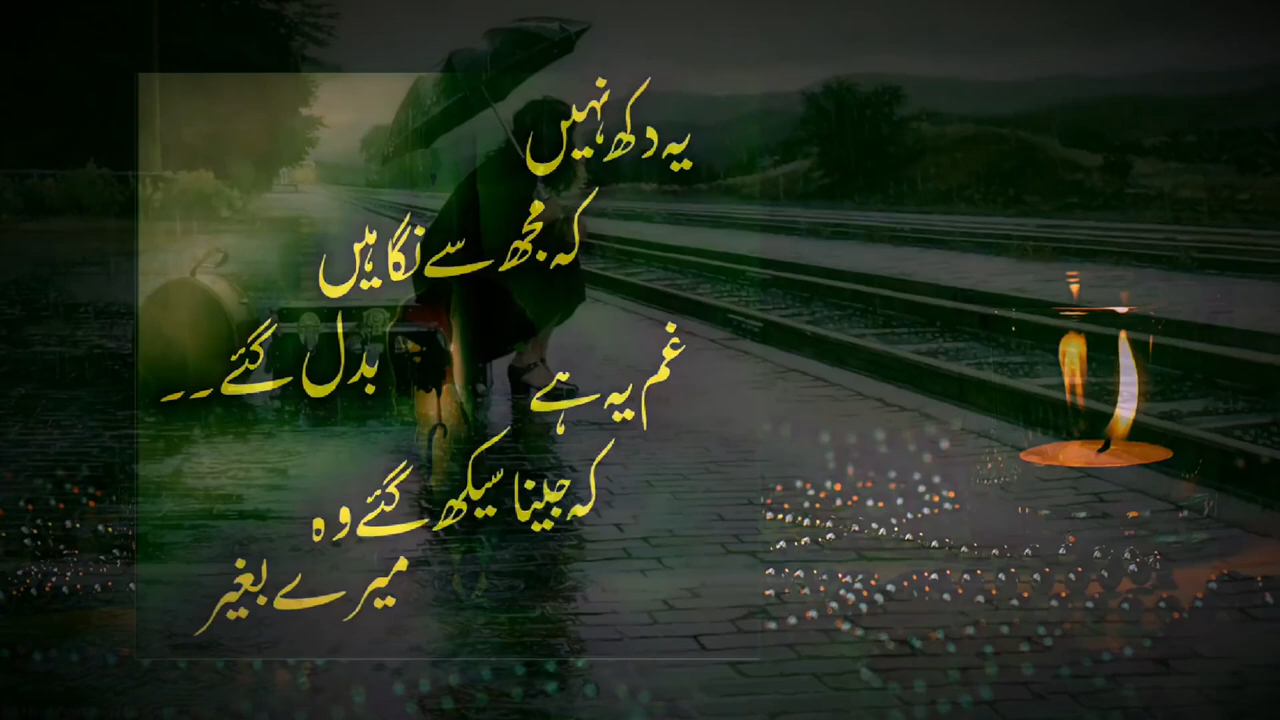 یہ دکھ نہیں
کہ مجھ سے نگاہیں
بدل گئے۔۔
غم یہ ہے
کہ جینا سیکھ گئے وہ
میرے بغیر